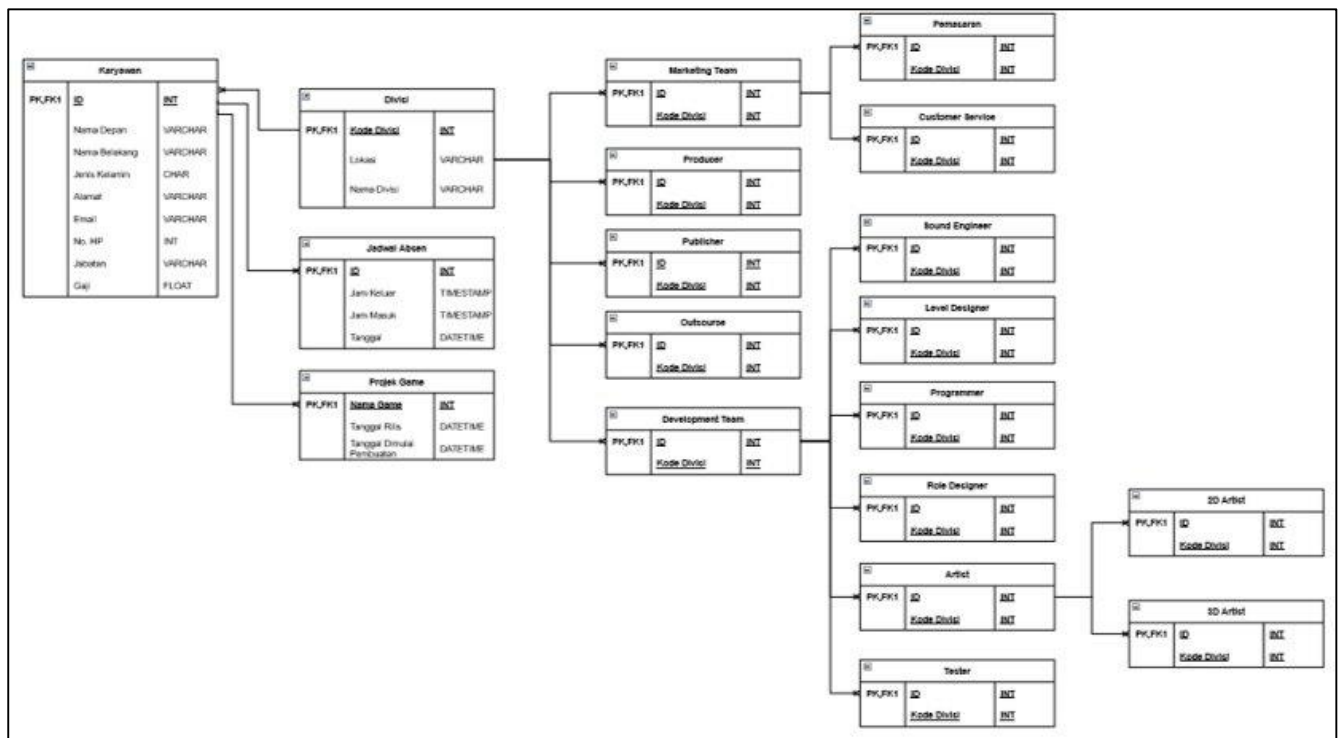 Karyawan
PK,FK1 ID INT
Nama Depan VARCHAR
Nama Belakang VARCHAR
Jenis Kelamin CHAR
Alamat VARCHAR
Email VARCHAR
No. HP INT
Jabatan VARCHAR
Gaji FLOAT
Divisi
PK,FK1 Kode Divisi INT
Lokasi VARCHAR
Nama Divisi VARCHAR
Jadwal Absen
PK,FK1 ID INT
Jam Keluar TIMESTAMP
Jam Masuk TIMESTAMP
Tanggal DATETIME
Projek Game
PK,FK1 Nama Game INT
Tanggal Rilis DATETIME
Tanggal Dimulai
Pembuatan DATETIME
Marketing Team
PK,FK1 ID INT
Kode Divisi INT
Producer
PK,FK1 ID INT
Kode Divisi INT
Publisher
PK,FK1 ID INT
Kode Divisi INT
Outsourse
PK,FK1 ID INT
Kode Divisi INT
Development Team
PK,FK1 ID INT
Kode Divisi INT
Pemasaran
PK,FK1 ID INT
Kode Divisi INT
Customer Service
PK,FK1 ID INT
Kode Divisi INT
Sound Engineer
PK,FK1 ID INT
Kode Divisi INT
Level Designer
PK,FK1 ID INT
Kode Divisi INT
Programmer
PK,FK1 ID INT
Kode Divisi INT
Role Designer
PK,FK1 ID INT
Kode Divisi INT
Artist
PK,FK1 ID INT
Kode Divisi INT
Tester
PK,FK1 ID INT
Kode Divisi INT
2D Artist
PK,FK1 ID INT
Kode Divisi INT
3D Artist
PK,FK1 ID INT
Kode Divisi INT